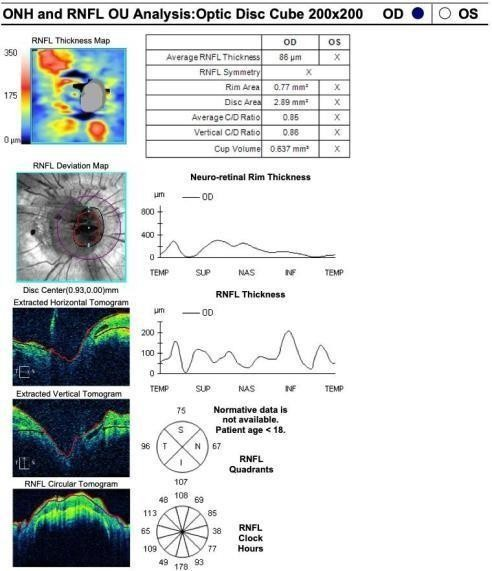 ONH and RNFL OU Analysis:Optic Disc Cube 200x200 OD OS
RNFL Thickness Map
350
175
0 µm
OD OS
Average RNFL Thickness 86 µm X
RNFL Symmetry X
Rim Area 0.77 mm² X
Disc Area 2.89 mm² X
Average C/D Ratio 0.85 X
Vertical C/D Ratio 0.86 X
Cup Volume 0.637 mm³ X
RNFL Deviation Map
Disc Center(0.93,0.00)mm
Neuro-retinal Rim Thickness
µm
OD
800
400
0
TEMP SUP NAS INF TEMP
Extracted Horizontal Tomogram
T N
RNFL Thickness
µm
OD
200
100
0
TEMP SUP NAS INF TEMP
Extracted Vertical Tomogram
Normative data is
not available.
Patient age < 18.
75
S
96 T N 67
I
107
RNFL
Quadrants
RNFL Circular Tomogram
108
48 69
113 85
65 38
109 77
49 93
178
RNFL
Clock
Hours